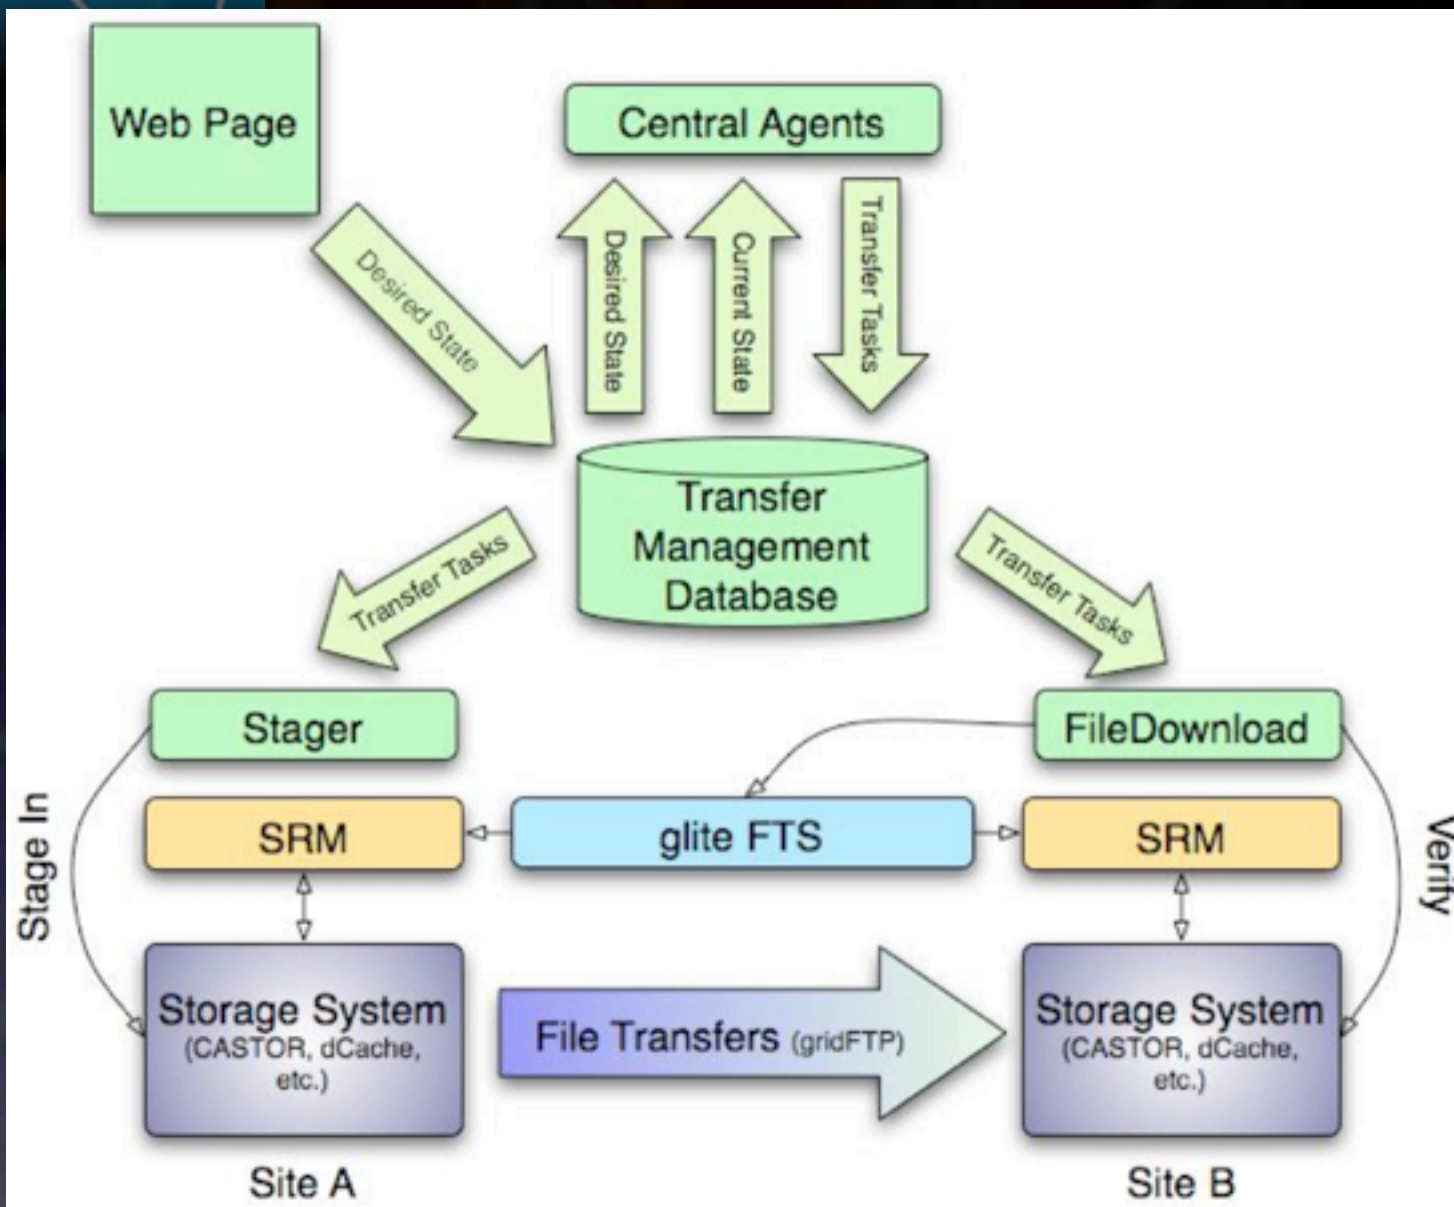 Web Page
Central Agents
Desired State
Desired State
Current State
Transfer Tasks
Transfer
Management
Database
Transfer Tasks
Transfer Tasks
Stager
FileDownload
Stage In
SRM
glite FTS
SRM
Verify
Storage System
(CASTOR, dCache,
etc.)
File Transfers (gridFTP)
Storage System
(CASTOR, dCache,
etc.)
Site A
Site B